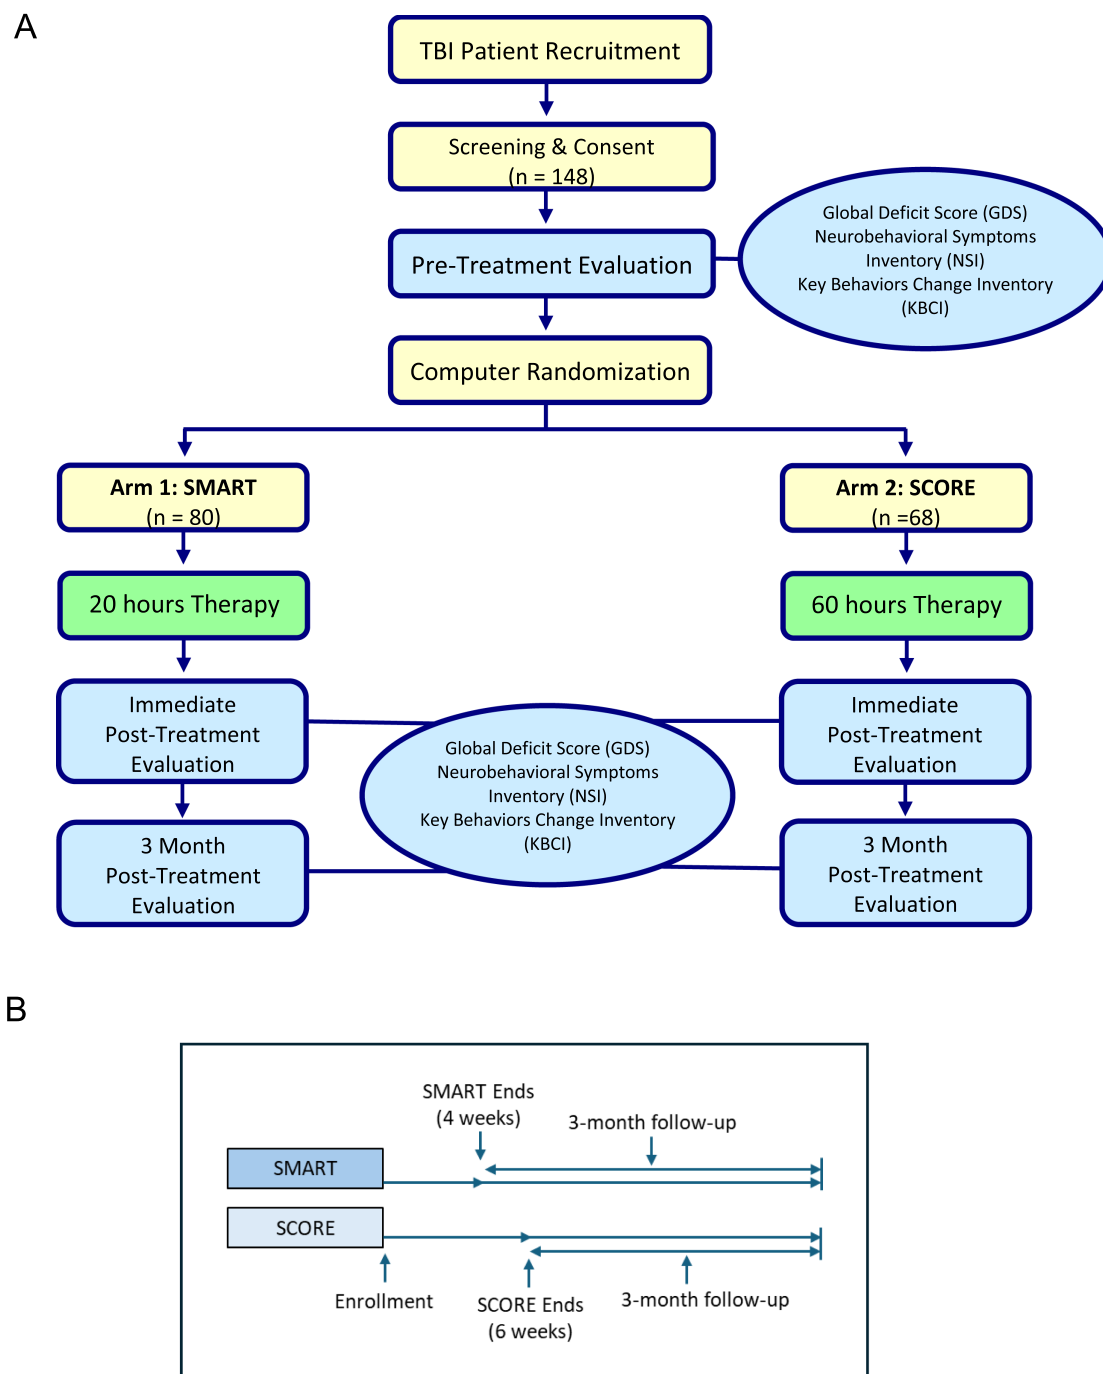 A
TBI Patient Recruitment
Screening & Consent
(n = 148)
Pre-Treatment Evaluation
Global Deficit Score (GDS)
Neurobehavioral Symptoms
Inventory (NSI)
Key Behaviors Change Inventory
(KBCI)
Computer Randomization
Arm 1: SMART
(n = 80)
Arm 2: SCORE
(n =68)
20 hours Therapy
60 hours Therapy
Immediate
Post-Treatment
Evaluation
Global Deficit Score (GDS)
Neurobehavioral Symptoms
Inventory (NSI)
Key Behaviors Change Inventory
(KBCI)
Immediate
Post-Treatment
Evaluation
3 Month
Post-Treatment
Evaluation
3 Month
Post-Treatment
Evaluation
B
SMART Ends
(4 weeks)
3-month follow-up
SMART
SCORE
Enrollment
SCORE Ends
(6 weeks)
3-month follow-up